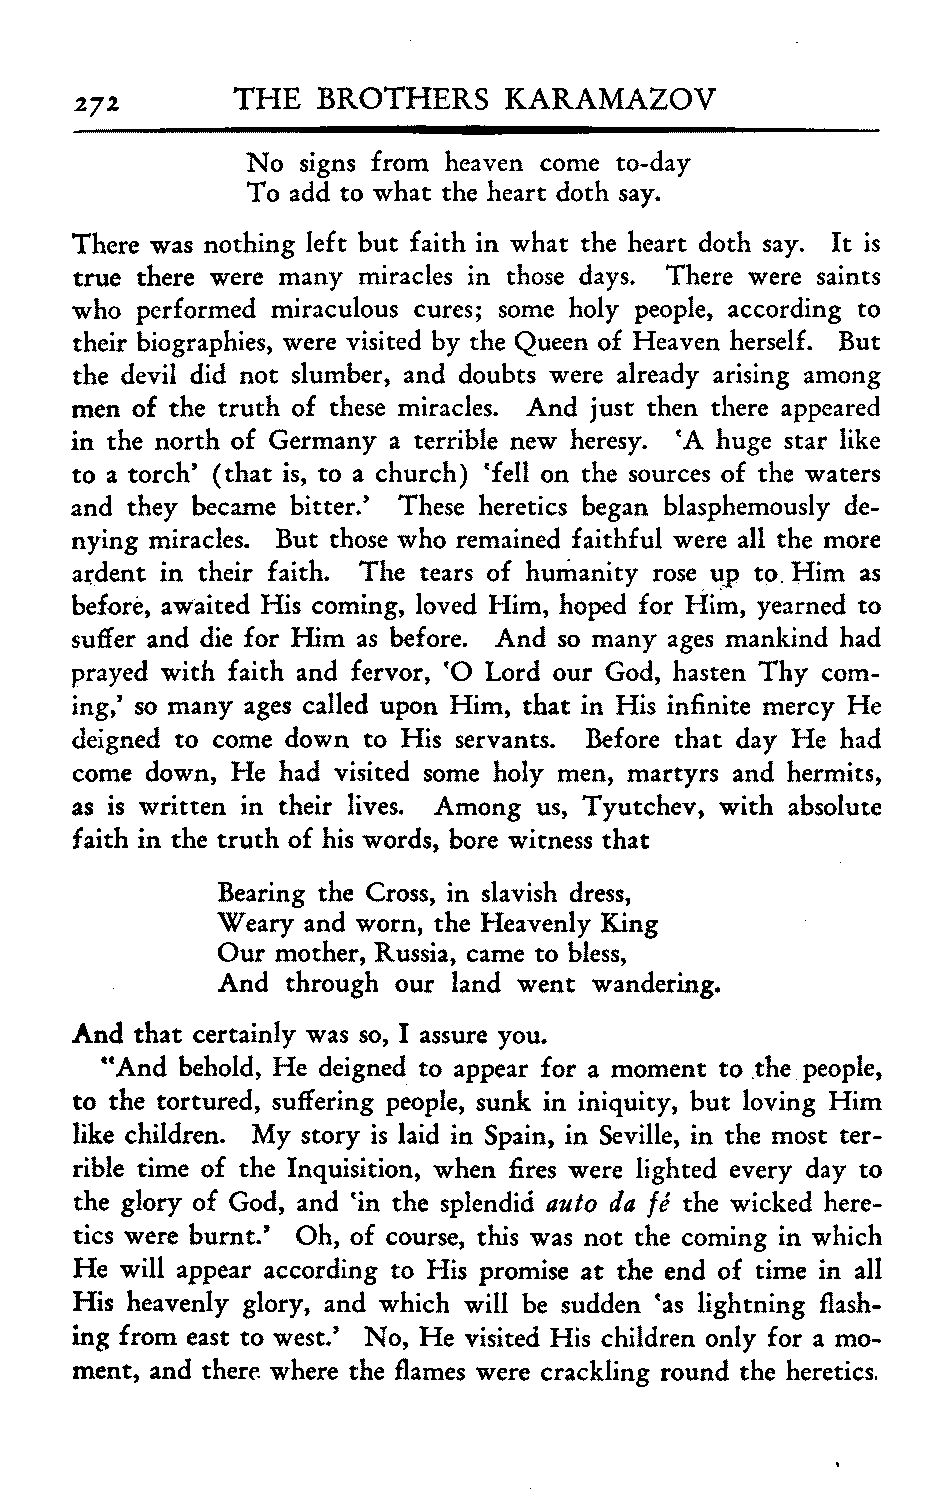 272 THE BROTHERS KARAMAZOV
No signs from heaven come to-day
To add to what the heart doth say.
There was nothing left but faith in what the heart doth say. It is
true there were many miracles in those days. There were saints
who performed miraculous cures; some holy people, according to
their biographies, were visited by the Queen of Heaven herself. But
the devil did not slumber, and doubts were already arising among
men of the truth of these miracles. And just then there appeared
in the north of Germany a terrible new heresy. 'A huge star like
to a torch' (that is, to a church) 'fell on the sources of the waters
and they became bitter.' These heretics began blasphemously de-
nying miracles. But those who remained faithful were all the more
ardent in their faith. The tears of humanity rose up to Him as
before, awaited His coming, loved Him, hoped for Him, yearned to
suffer and die for Him as before. And so many ages mankind had
prayed with faith and fervor, 'O Lord our God, hasten Thy com-
ing,' so many ages called upon Him, that in His infinite mercy He
deigned to come down to His servants. Before that day He had
come down, He had visited some holy men, martyrs and hermits,
as is written in their lives. Among us, Tyutchev, with absolute
faith in the truth of his words, bore witness that
Bearing the Cross, in slavish dress,
Weary and worn, the Heavenly King
Our mother, Russia, came to bless,
And through our land went wandering.
And that certainly was so, I assure you.
"And behold, He deigned to appear for a moment to the people,
to the tortured, suffering people, sunk in iniquity, but loving Him
like children. My story is laid in Spain, in Seville, in the most ter-
rible time of the Inquisition, when fires were lighted every day to
the glory of God, and 'in the splendid auto da fé the wicked here-
tics were burnt.' Oh, of course, this was not the coming in which
He will appear according to His promise at the end of time in all
His heavenly glory, and which will be sudden 'as lightning flash-
ing from east to west.' No, He visited His children only for a mo-
ment, and there where the flames were crackling round the heretics.